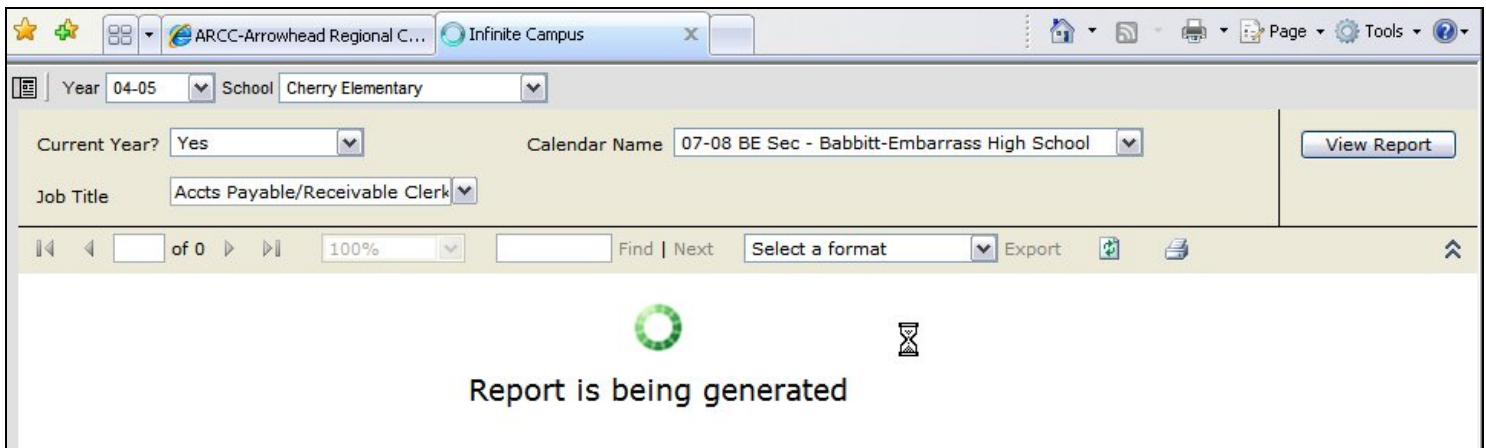 ARCC-Arrowhead Regional C... Infinite Campus X Page Tools
Year 04-05 School Cherry Elementary
Current Year? Yes Calendar Name 07-08 BE Sec - Babbitt-Embarrass High School View Report
Job Title Accts Payable/Receivable Clerk
of 0 100% Find | Next Select a format Export
Report is being generated